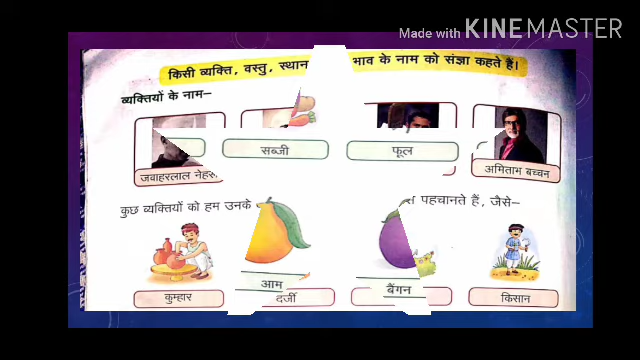 Made with KINEMASTER
किसी व्यक्ति, वस्तु, स्थान भाव के नाम को संज्ञा कहते हैं।
व्यक्तियों के नाम–
सब्जी फूल
जवाहरलाल नेहरू अमिताभ बच्चन
कुछ व्यक्तियों को हम उनके पहचानते हैं, जैसे–
आम बैंगन
कुम्हार दर्जी किसान